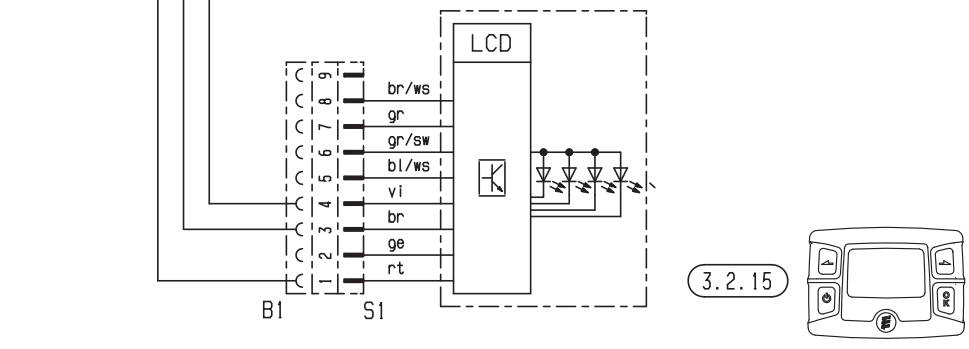 LCD
9
8 br/ws
7 gr
6 gr/sw
5 bl/ws
4 vi
3 br
2 ge
1 rt
B1 S1
3.2.15
OK